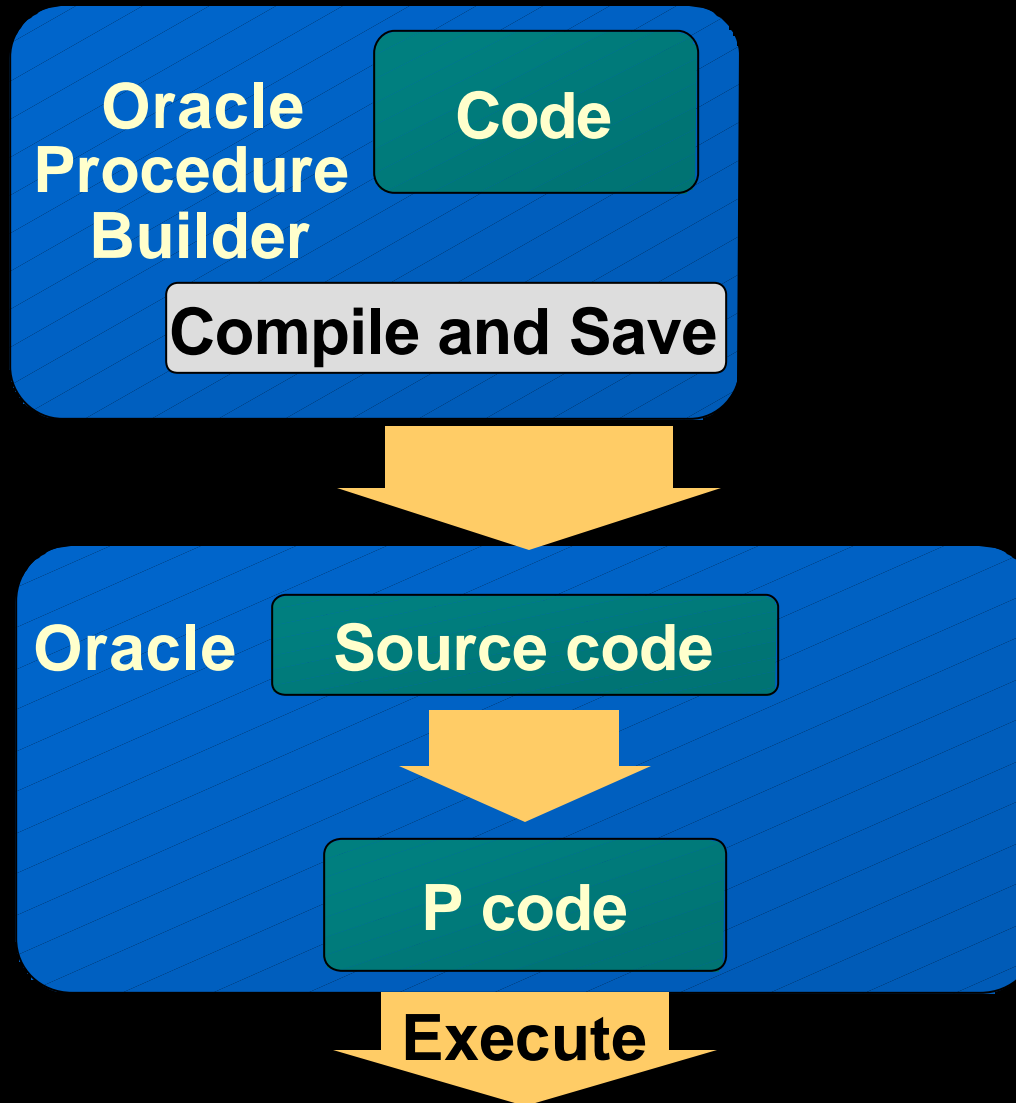 Oracle
Procedure
Builder
Code
Compile and Save
Oracle
Source code
P code
Execute